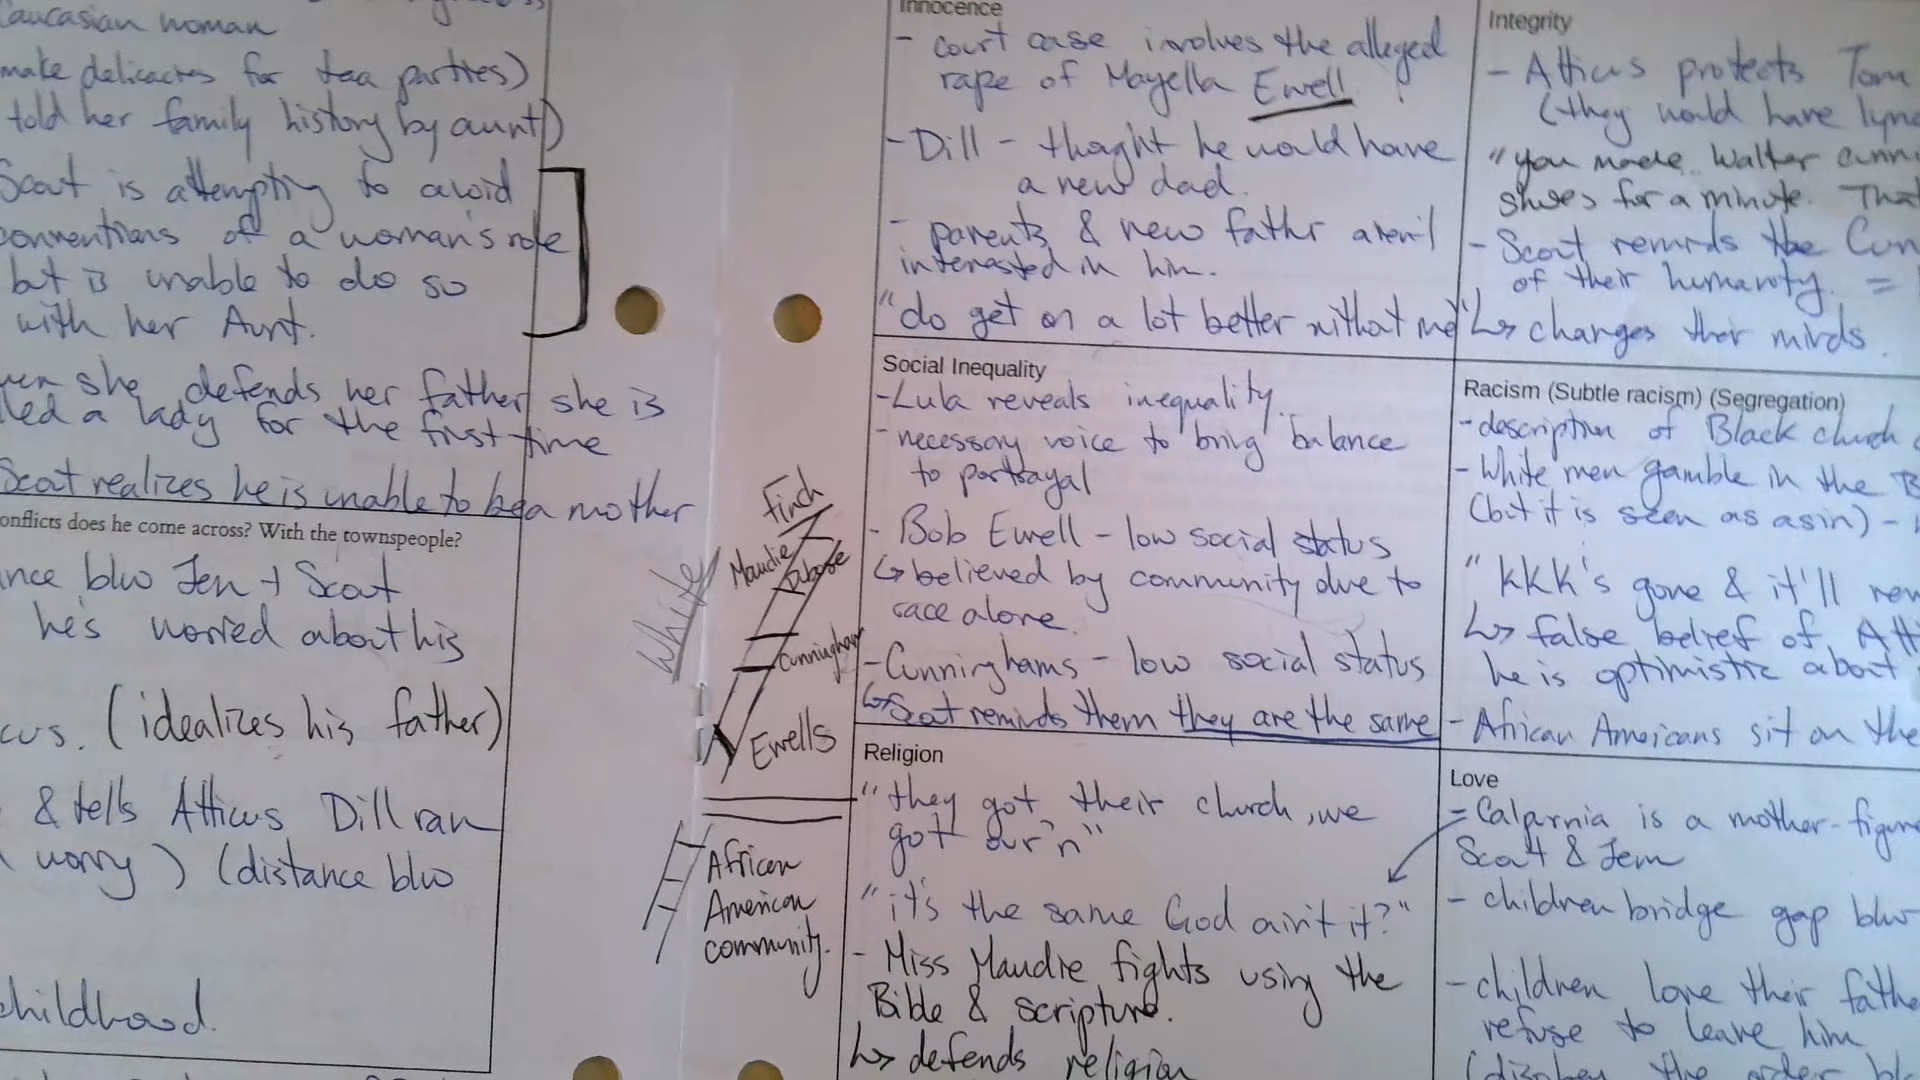 Caucasian woman
make delicacies for tea parties)
told her family history by aunt)
Scout is attempting to avoid
conventions of a woman's role
but is unable to do so
with her Aunt.
she defends her father she is
a lady for the first time
Scout realizes he is unable to be a mother
onflicts does he come across? With the townspeople?
blw Jem + Scout
he's worried about his
(idealizes his father)
& tells Atticus Dill ran
worry) (distance blw
childhood.
White
Finch
Maudie
Dubose
Cunningham
Ewells
African
American
community.
Innocence
- court case involves the alleged
rape of Mayella Ewell
- Dill - thought he would have
a new dad.
- parents & new father aren't
interested in him.
"do get on a lot better without me"
Social Inequality
- Lula reveals inequality.
- necessary voice to bring balance
to portrayal
- Bob Ewell - low social status
↳ believed by community due to
race alone.
- Cunninghams - low social status
↳ Scout reminds them they are the same
Religion
"they got their church, we
got our'n"
"it's the same God ain't it?"
- Miss Maudie fights using the
Bible & scripture.
↳ defends religion
Integrity
- Atticus protects Tom
(they would have
"you made Walter
shoes for a minute. That
- Scout reminds the
of their humanity. =
↳ changes their minds.
Racism (Subtle racism) (Segregation)
- description of Black church
- White men gamble in the
(but it is seen as a sin) -
"KKK's gone & it'll
↳ false belief of
he is optimistic about
- African Americans sit on the
Love
- Calpurnia is a mother-figure
Scout & Jem
- children bridge gap blw
- children love their
refuse to leave him
the order